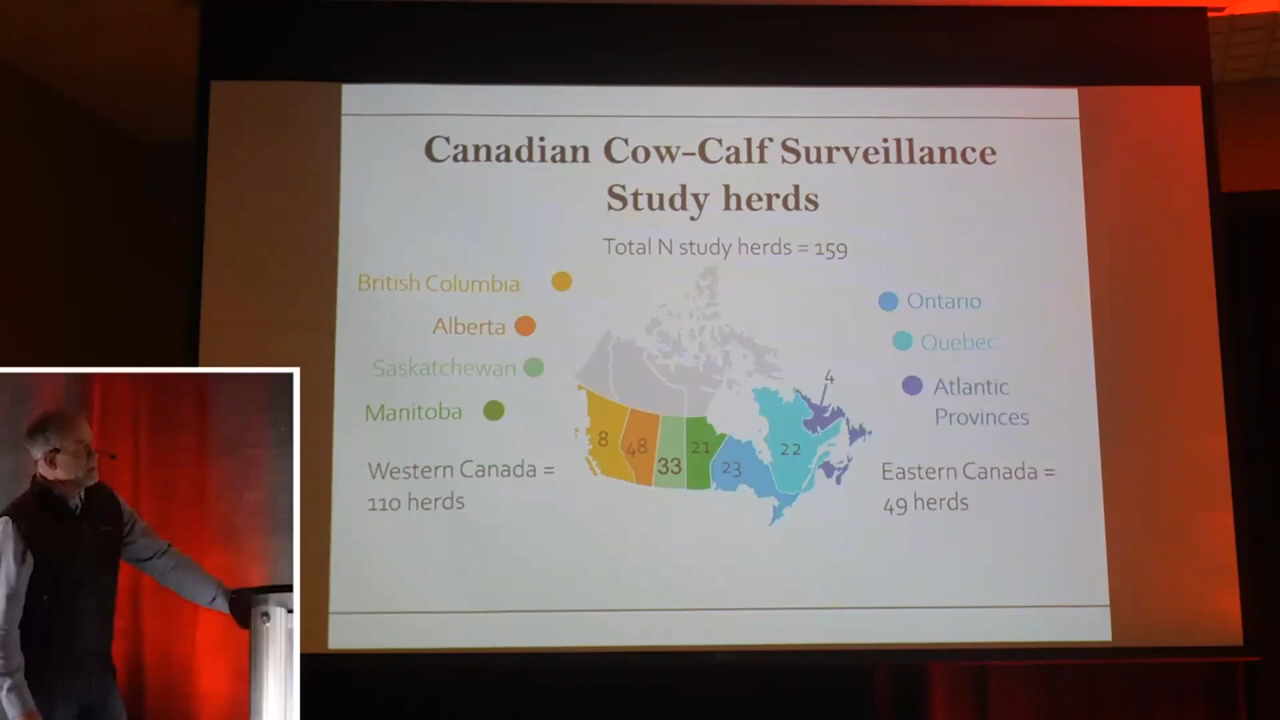 Canadian Cow-Calf Surveillance
Study herds
Total N study herds = 159
British Columbia
Alberta
Saskatchewan
Manitoba
Western Canada =
110 herds
8
48
33
21
23
22
4
Ontario
Quebec
Atlantic
Provinces
Eastern Canada =
49 herds